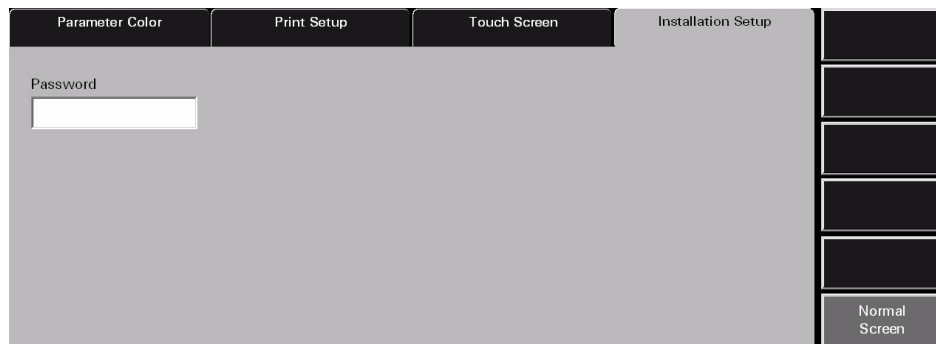 Parameter Color
Print Setup
Touch Screen
Installation Setup
Password
Normal
Screen